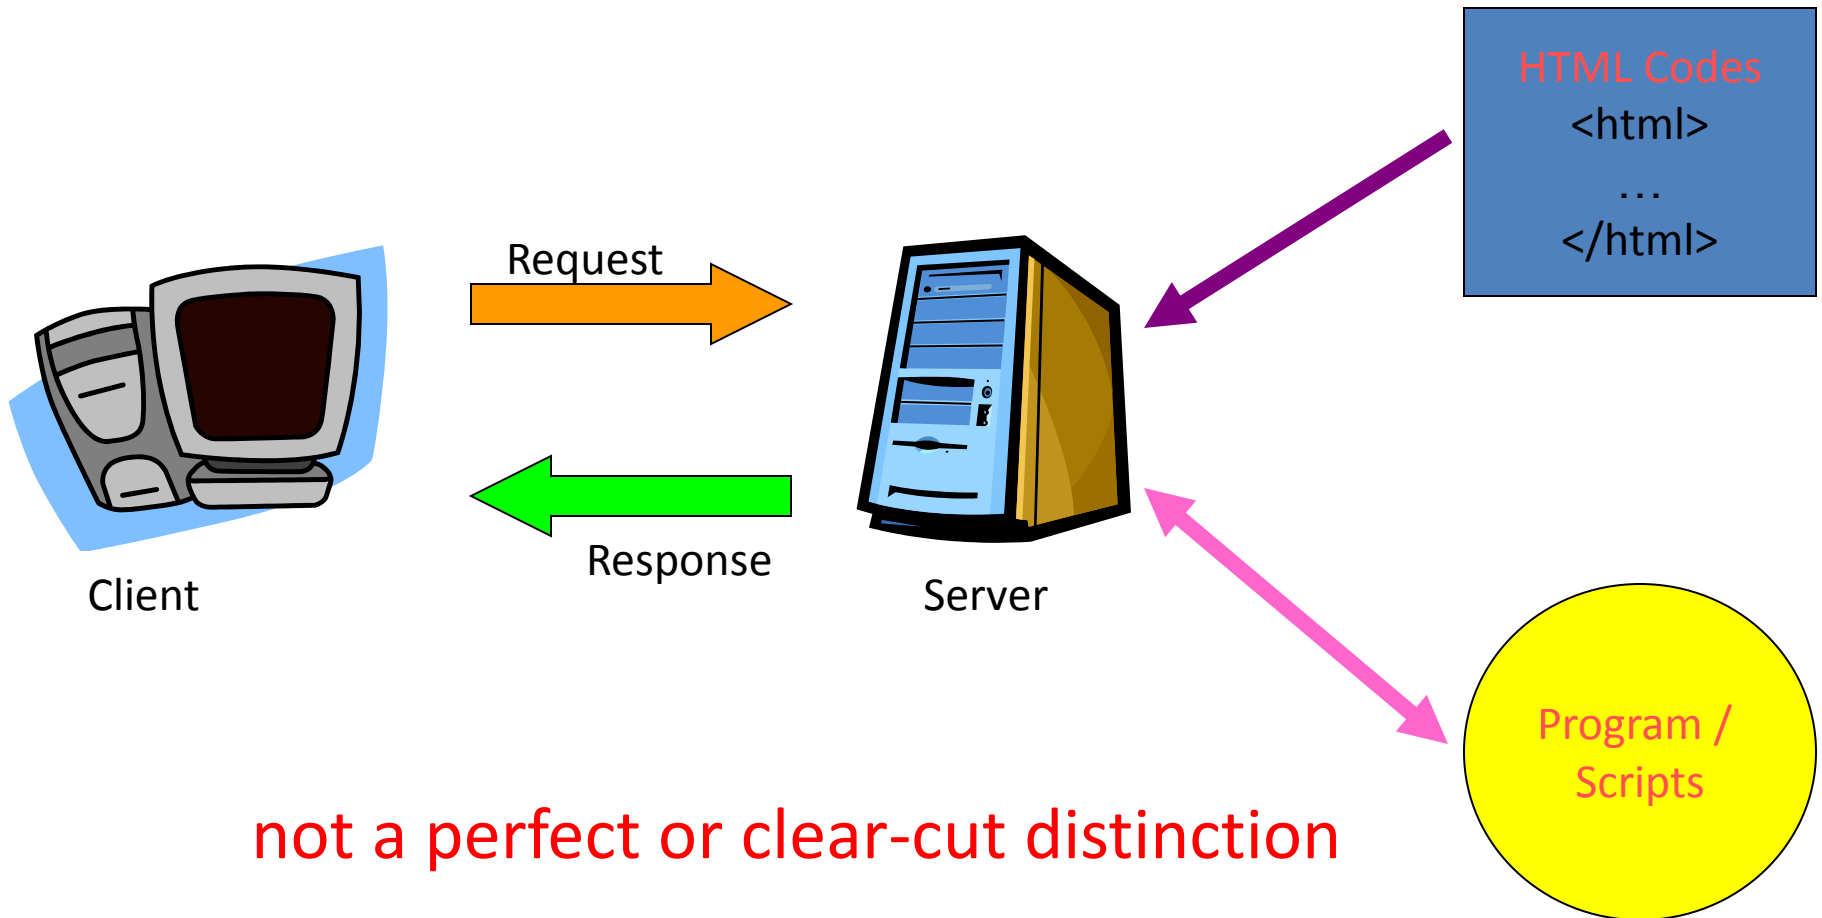 HTML Codes
<html>
...
</html>
Request
Response
Client
Server
Program /
Scripts
not a perfect or clear-cut distinction